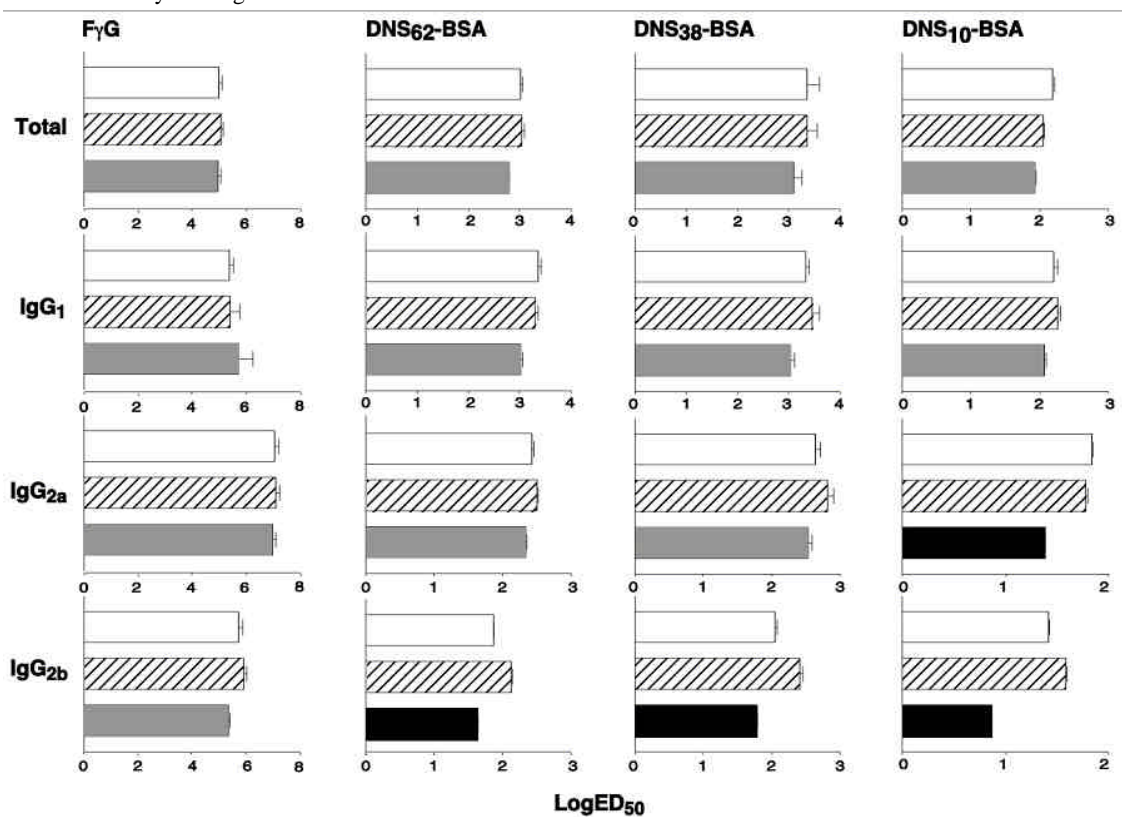 FγG DNS62-BSA DNS38-BSA DNS10-BSA
Total
0 2 4 6 8 0 1 2 3 4 0 1 2 3 4 0 1 2 3
IgG1
0 2 4 6 8 0 1 2 3 4 0 1 2 3 4 0 1 2 3
IgG2a
0 2 4 6 8 0 1 2 3 0 1 2 3 0 1 2
IgG2b
0 2 4 6 8 0 1 2 3 0 1 2 3 0 1 2
LogED50